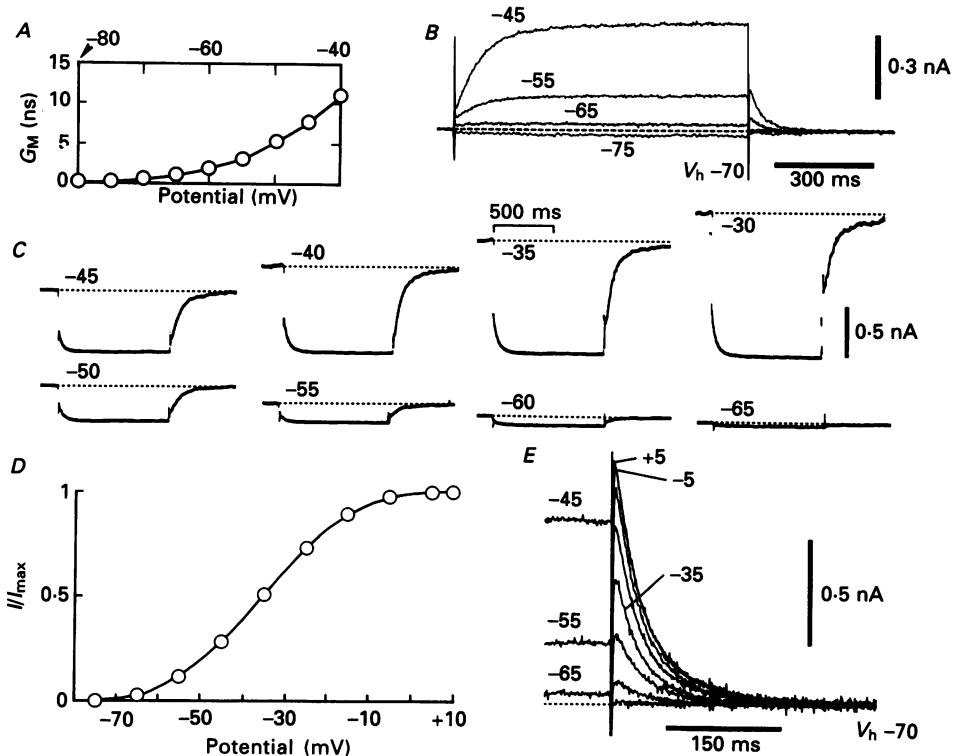 A
−80
−60
−40
15
10
5
0
G_M (ns)
Potential (mV)
B
−45
−55
−65
−75
0·3 nA
V_h −70
300 ms
C
−45
−40
500 ms
−35
−30
0·5 nA
−50
−55
−60
−65
D
1
0·5
0
I/I_max
−70
−50
−30
−10
+10
Potential (mV)
E
+5
−5
−45
−35
−55
−65
0·5 nA
V_h −70
150 ms